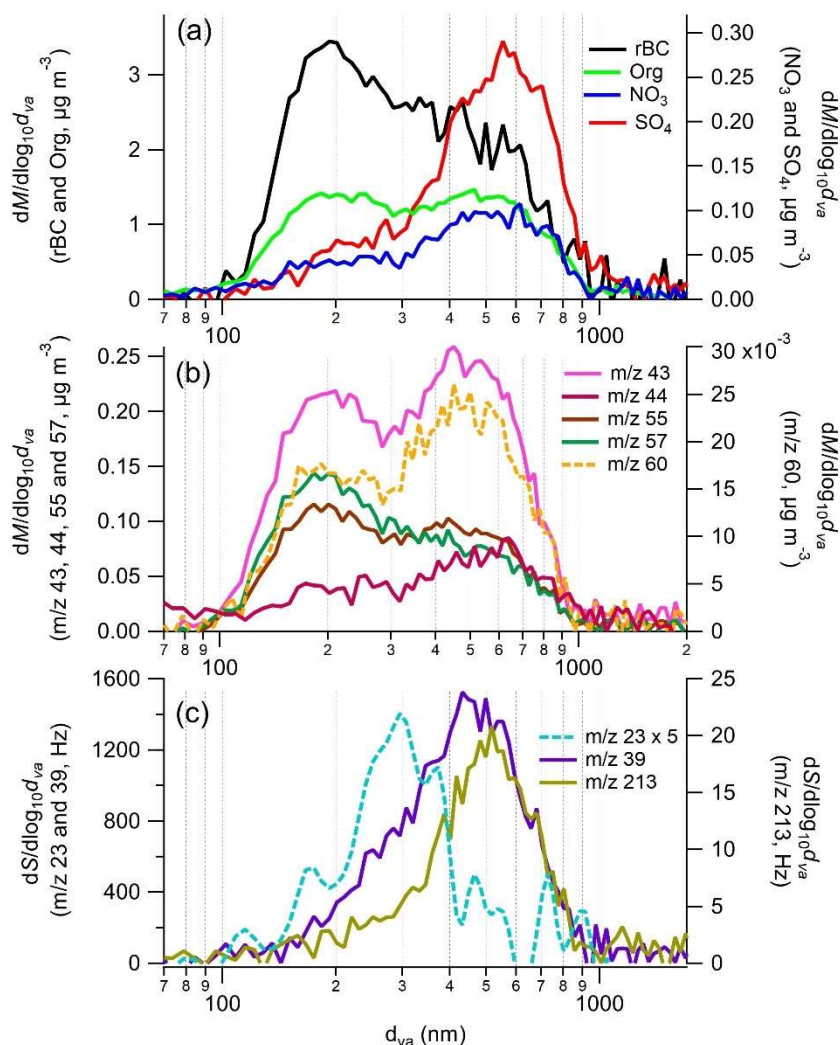 (a)
rBC
Org
NO3
SO4
dM/dlog10dva
(rBC and Org, µg m-3)
3
2
1
0
0.30
0.25
0.20
0.15
0.10
0.05
0.00
dM/dlog10dva
(NO3 and SO4, µg m-3)
7 8 9 100 2 3 4 5 6 7 8 9 1000
(b)
m/z 43
m/z 44
m/z 55
m/z 57
m/z 60
dM/dlog10dva
(m/z 43, 44, 55 and 57, µg m-3)
0.25
0.20
0.15
0.10
0.05
0.00
30 x10-3
25
20
15
10
5
0
dM/dlog10dva
(m/z 60, µg m-3)
7 8 9 100 2 3 4 5 6 7 8 9 1000 2
(c)
m/z 23 x 5
m/z 39
m/z 213
dS/dlog10dva
(m/z 23 and 39, Hz)
1600
1200
800
400
0
25
20
15
10
5
0
dS/dlog10dva
(m/z 213, Hz)
7 8 9 100 2 3 4 5 6 7 8 9 1000
dva (nm)